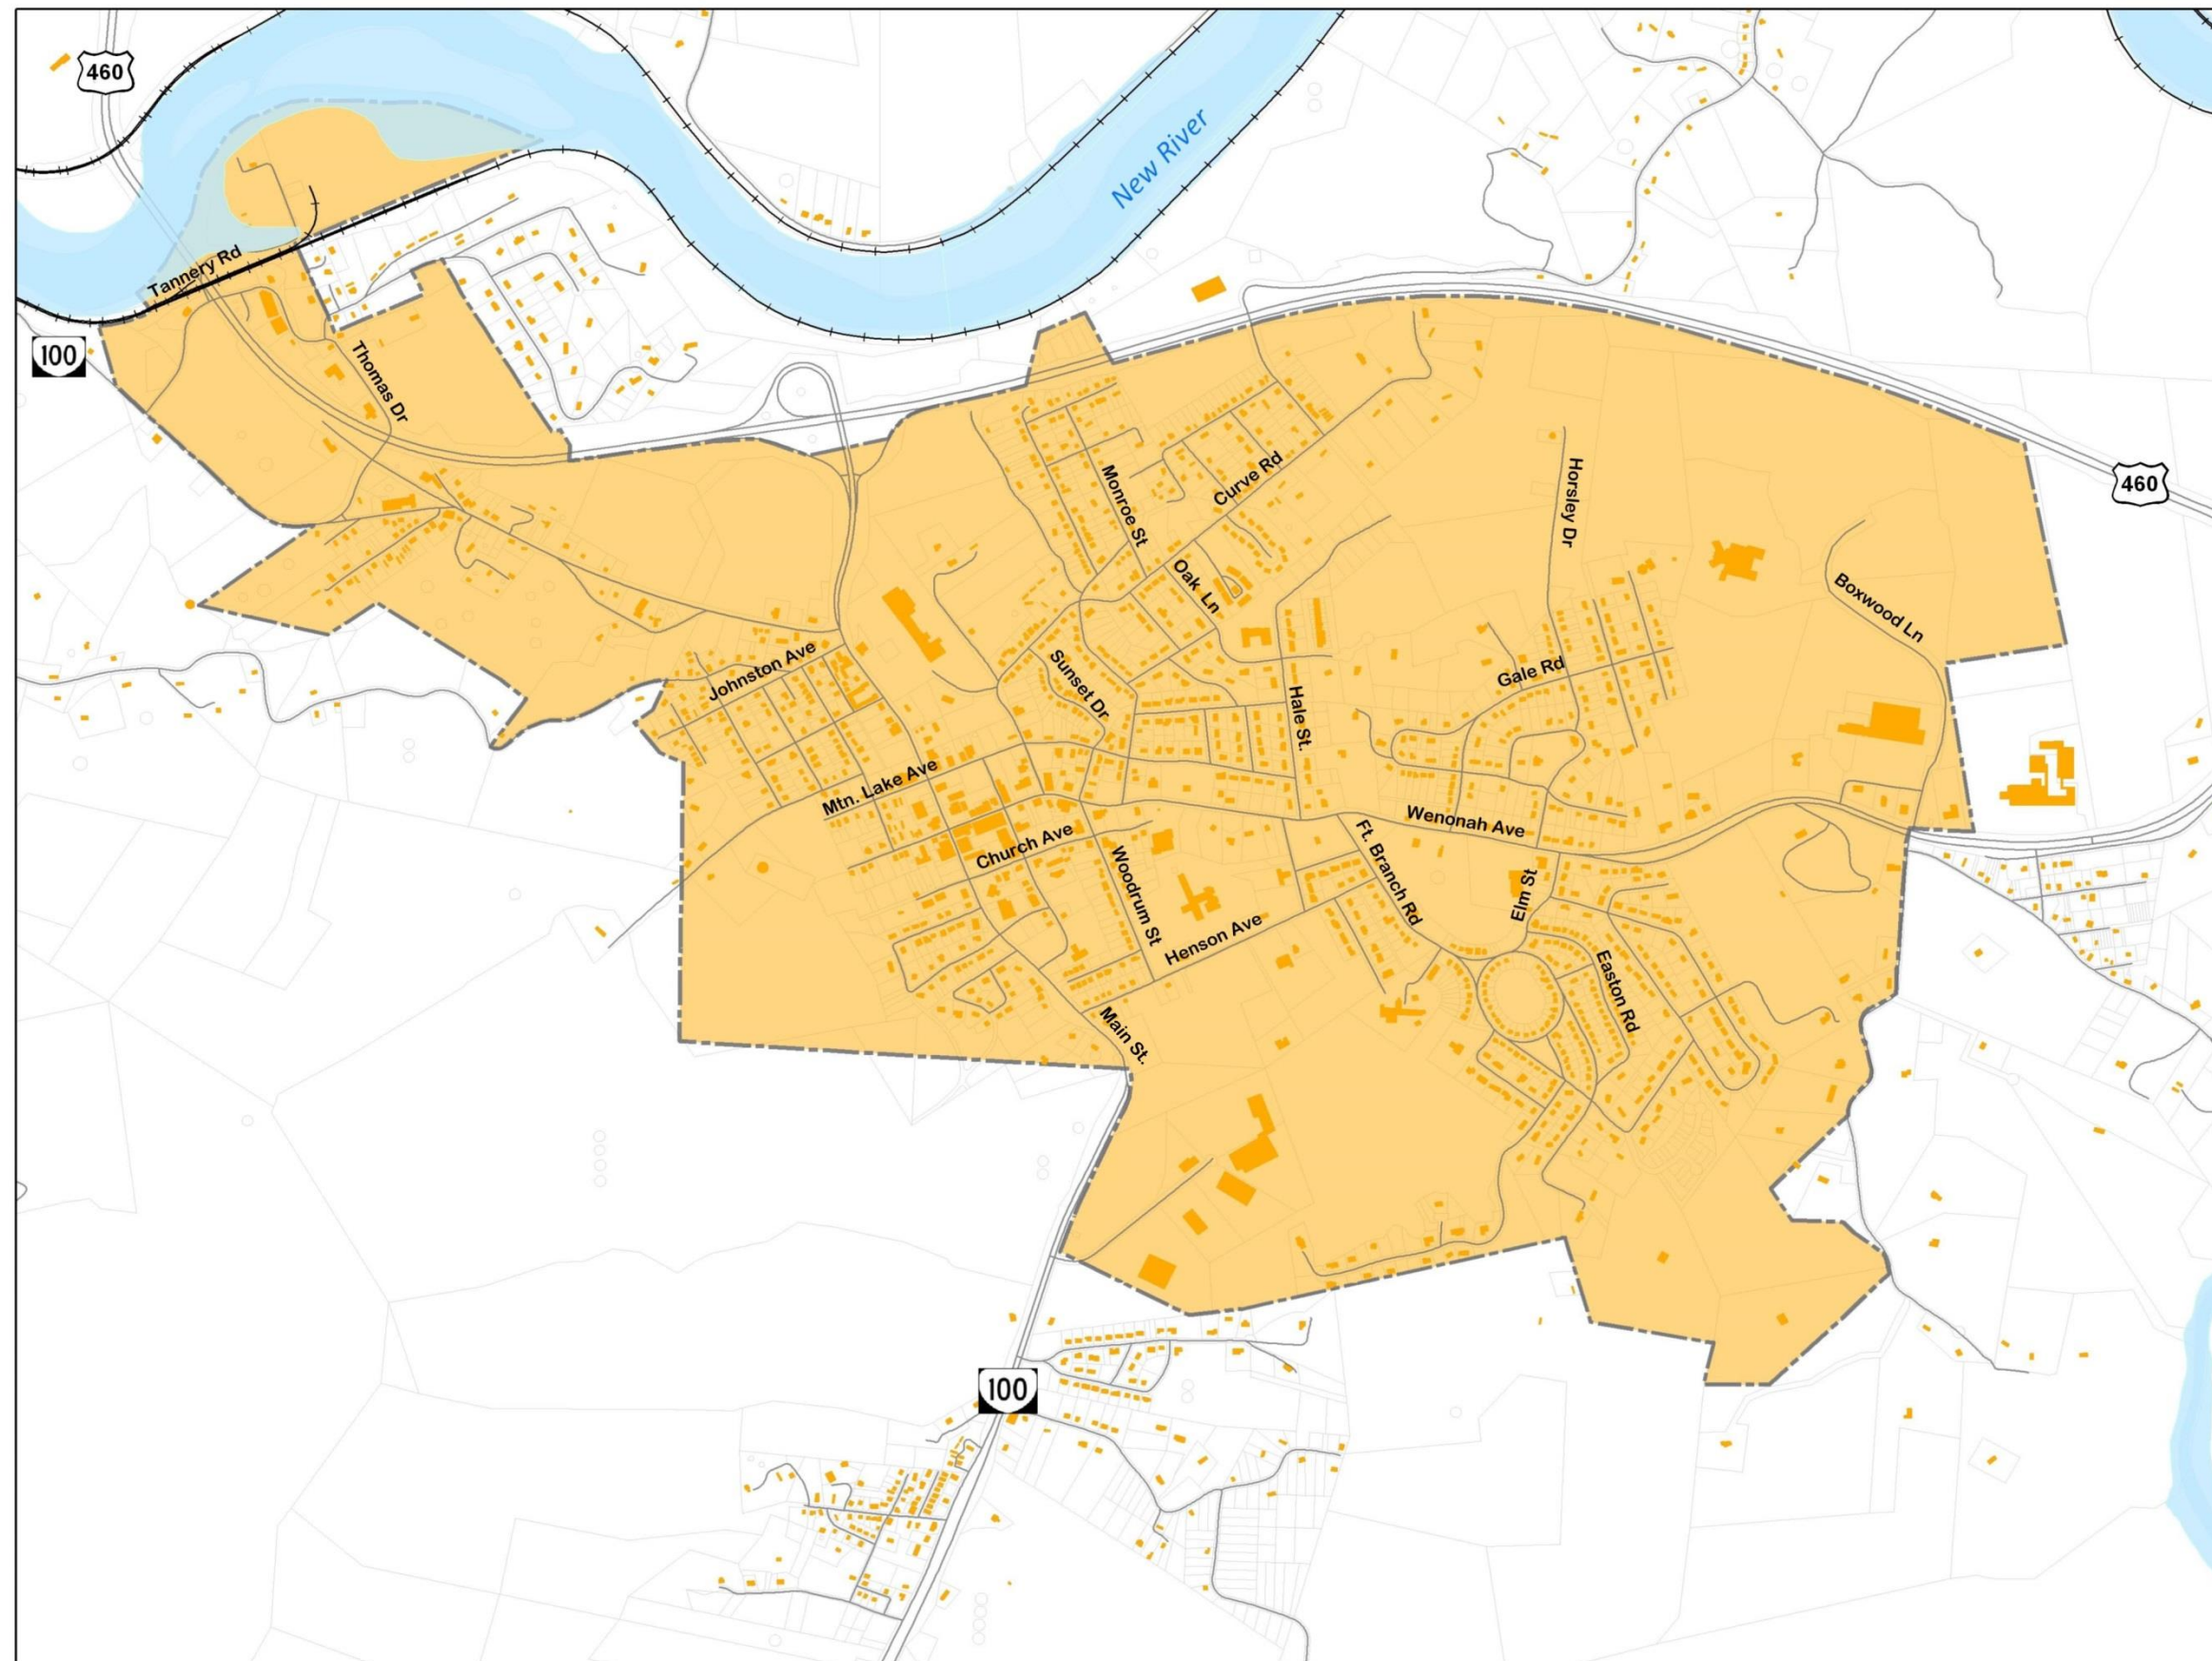 460
New River
Tannery Rd
100
Thomas Dr
Monroe St
Curve Rd
Horsley Dr
460
Oak Ln
Boxwood Ln
Johnston Ave
Sunset Dr
Gale Rd
Hale St.
Mtn. Lake Ave
Wenonah Ave
Church Ave
Ft. Branch Rd
Woodrum St
Elm St
Henson Ave
Easton Rd
Main St.
100